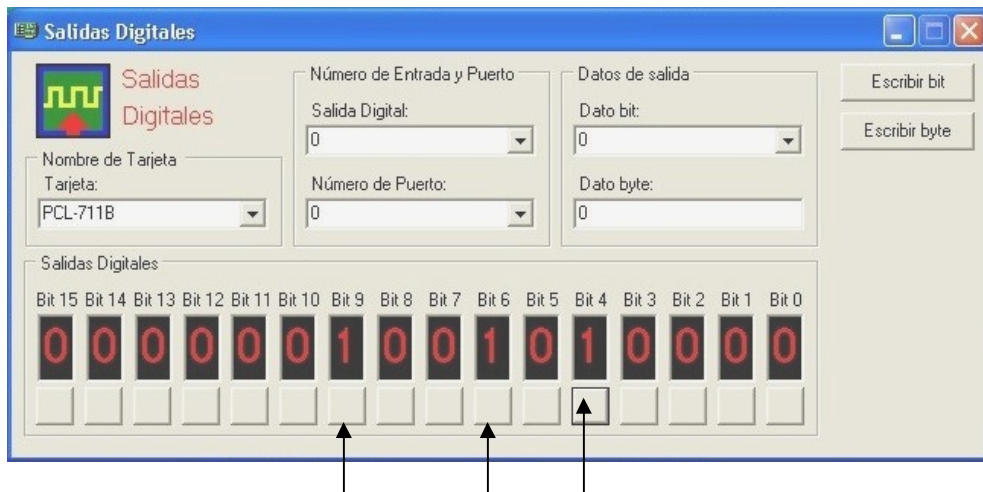 Salidas Digitales
Salidas
Digitales
Nombre de Tarjeta
Tarjeta:
PCL-711B
Número de Entrada y Puerto
Salida Digital:
0
Número de Puerto:
0
Datos de salida
Dato bit:
0
Dato byte:
0
Escribir bit
Escribir byte
Salidas Digitales
Bit 15 Bit 14 Bit 13 Bit 12 Bit 11 Bit 10 Bit 9 Bit 8 Bit 7 Bit 6 Bit 5 Bit 4 Bit 3 Bit 2 Bit 1 Bit 0
0 0 0 0 0 0 1 0 0 1 0 1 0 0 0 0